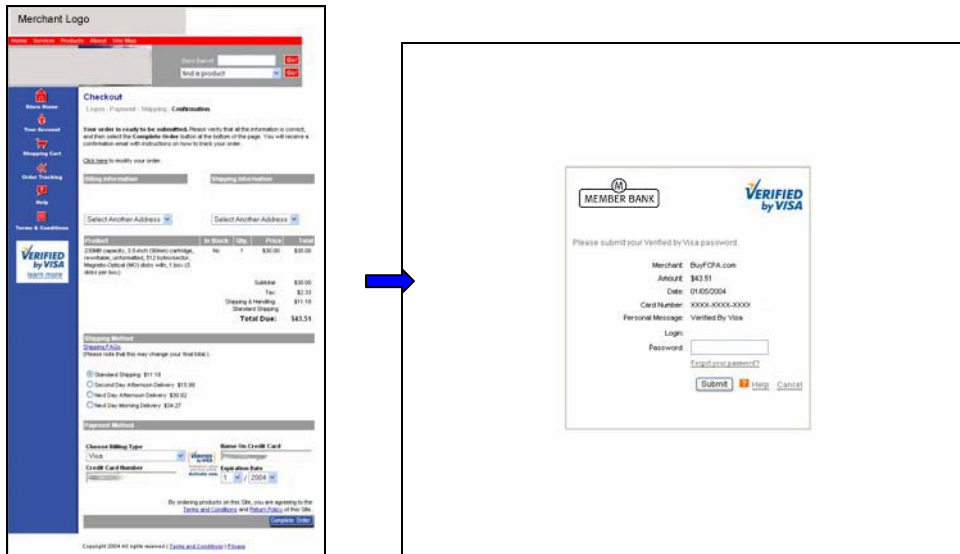 Merchant Logo
Home Services Products About Site Map
Store Search Go!
find a product Go!
Store Home
Your Account
Shopping Cart
Order Tracking
Help
Terms & Conditions
VERIFIED
by VISA
learn more
Checkout
Logon - Payment - Shipping - Confirmation
Your order is ready to be submitted. Please verify that all the information is correct,
and then select the Complete Order button at the bottom of the page. You will receive a
confirmation email with instructions on how to track your order.
Click here to modify your order.
Billing Information Shipping Information
Select Another Address Select Another Address
Product In Stock Qty. Price Total
230MB capacity, 3.5-inch (90mm) cartridge, No 1 $30.00 $30.00
rewritable, unformatted, 512 bytes/sector,
Magneto-Optical (MO) disks with, 1 box (5
disks per box)
Subtotal $30.00
Tax: $2.33
Shipping & Handling: $11.18
Standard Shipping
Total Due: $43.51
Shipping Method
Shipping FAQs
(Please note that this may change your final total.)
Standard Shipping $11.18
Second Day Afternoon Delivery $15.98
Next Day Afternoon Delivery $30.82
Next Day Morning Delivery $34.27
Payment Method
Choose Billing Type Name On Credit Card
Visa VERIFIED by VISA
Activate now
Credit Card Number Expiration Date
1 / 2004
By ordering products on this Site, you are agreeing to the
Terms and Conditions and Return Policy of this Site.
Complete Order
Copyright 2004 All rights reserved | Terms and Conditions | Privacy
M
MEMBER BANK
VERIFIED
by VISA
Please submit your Verified by Visa password.
Merchant: BuyFCPA.com
Amount: $43.51
Date: 01/05/2004
Card Number: XXXX-XXXX-XXXX
Personal Message: Verified By Visa
Login:
Password:
Forgot your password?
Submit ? Help Cancel